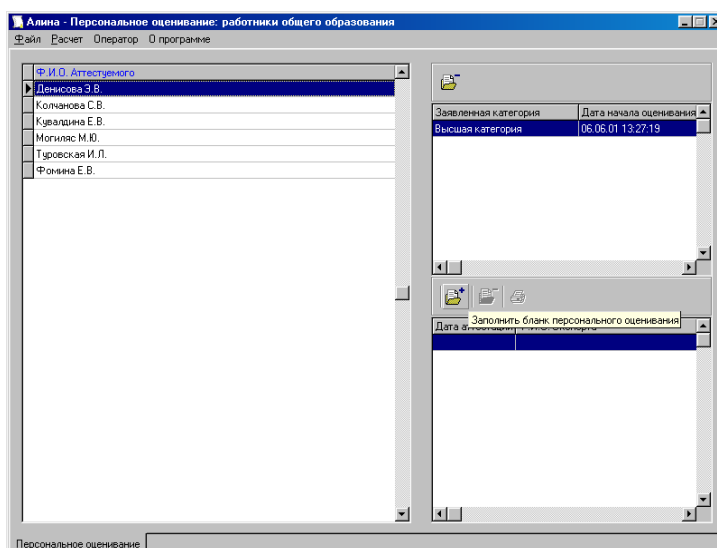 Алина - Персональное оценивание: работники общего образования
Файл Расчет Оператор О программе
Ф.И.О. Аттестуемого
Денисова Э.В.
Колчанова С.В.
Кувалдина Е.В.
Могиляс М.Ю.
Туровская И.Л.
Фомина Е.В.
Заявленная категория Дата начала оценивания
Высшая категория 06.06.01 13:27:19
Заполнить бланк персонального оценивания
Дата
Персональное оценивание